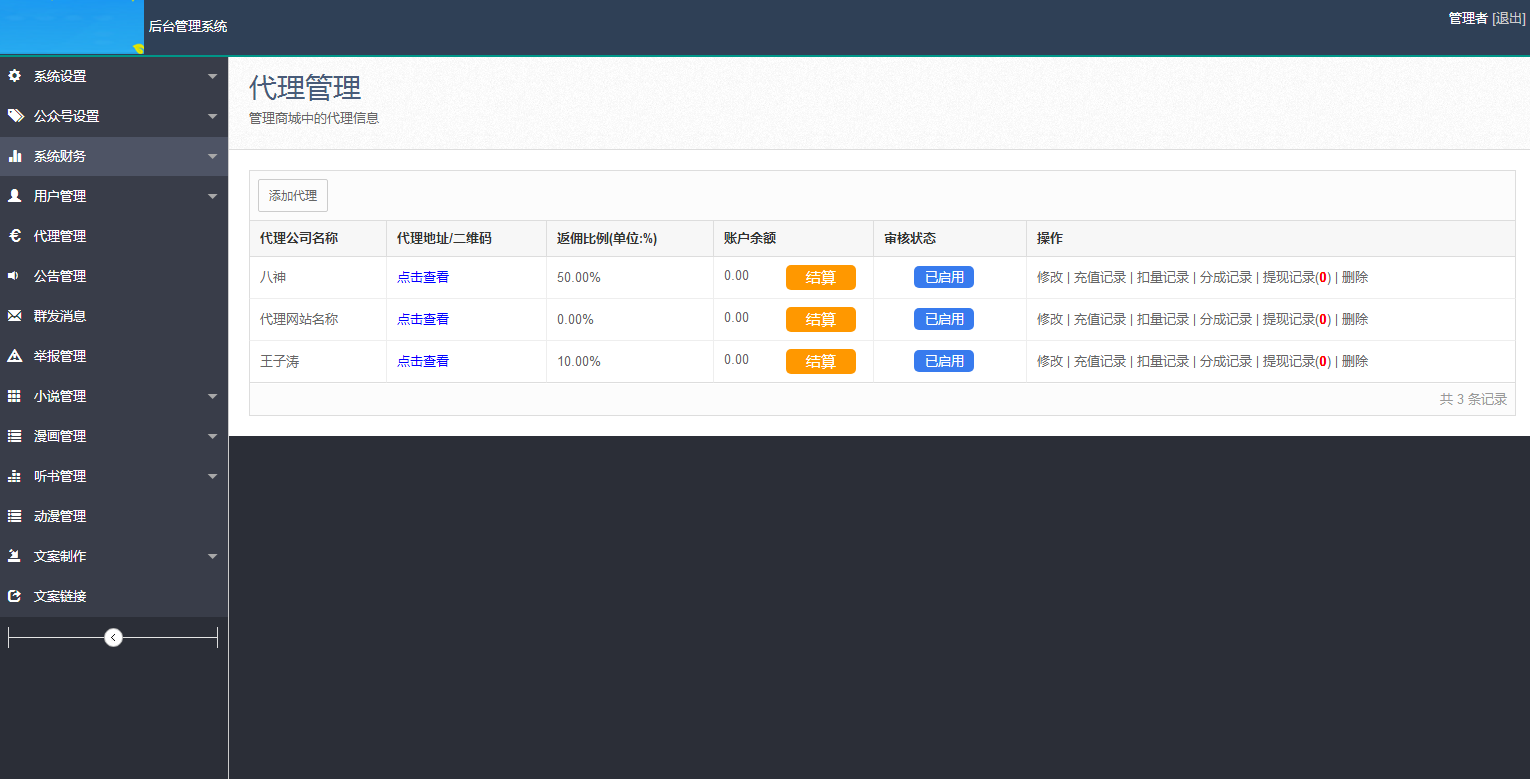 后台管理系统
管理者 [退出]
系统设置
公众号设置
系统财务
用户管理
代理管理
公告管理
群发消息
举报管理
小说管理
漫画管理
听书管理
动漫管理
文案制作
文案链接
代理管理
管理商城中的代理信息
添加代理
代理公司名称 代理地址/二维码 返佣比例(单位:%) 账户余额 审核状态 操作
八神 点击查看 50.00% 0.00 结算 已启用 修改 | 充值记录 | 扣量记录 | 分成记录 | 提现记录(0) | 删除
代理网站名称 点击查看 0.00% 0.00 结算 已启用 修改 | 充值记录 | 扣量记录 | 分成记录 | 提现记录(0) | 删除
王子涛 点击查看 10.00% 0.00 结算 已启用 修改 | 充值记录 | 扣量记录 | 分成记录 | 提现记录(0) | 删除
共 3 条记录